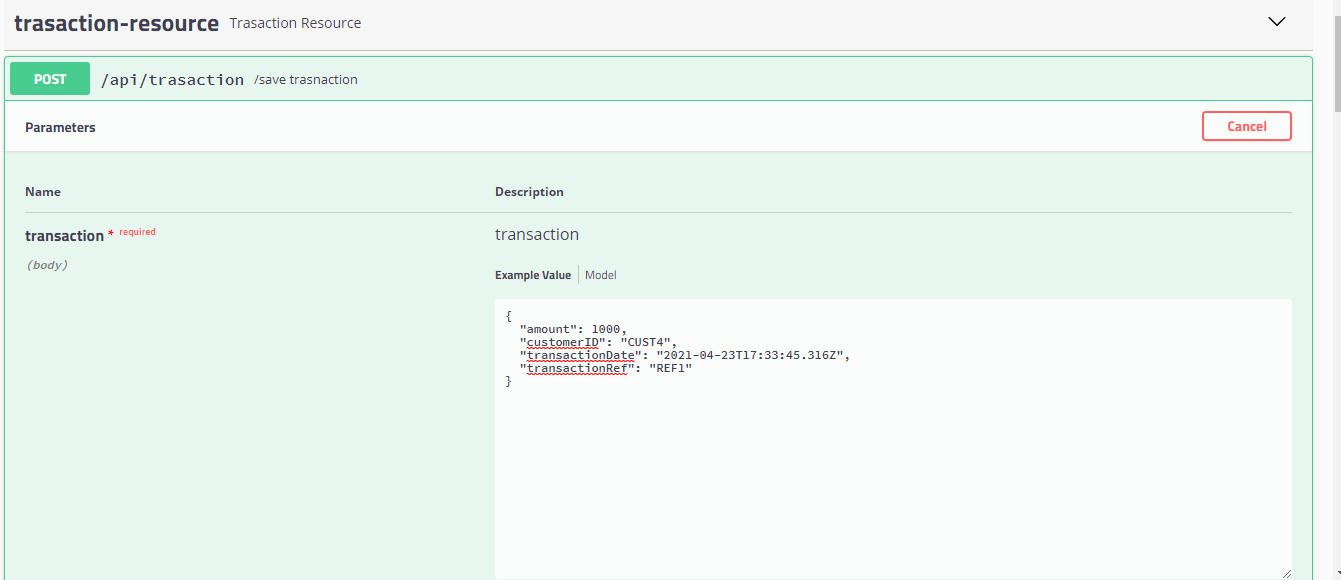 trasaction-resource Trasaction Resource
POST /api/trasaction /save trasnaction
Parameters
Cancel
Name Description
transaction * required transaction
(body)
Example Value Model
{
"amount": 1000,
"customerID": "CUST4",
"transactionDate": "2021-04-23T17:33:45.316Z",
"transactionRef": "REF1"
}